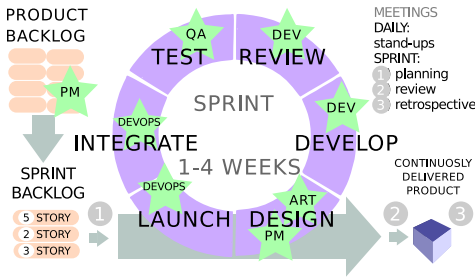 PRODUCT
BACKLOG
PM
SPRINT
BACKLOG
5 STORY
2 STORY
3 STORY
1
QA
TEST
DEV
REVIEW
SPRINT
DEVOPS
INTEGRATE
DEV
DEVELOP
1-4 WEEKS
DEVOPS
LAUNCH
ART
DESIGN
PM
MEETINGS
DAILY:
stand-ups
SPRINT:
1 planning
2 review
3 retrospective
CONTINUOSLY
DELIVERED
PRODUCT
2
3